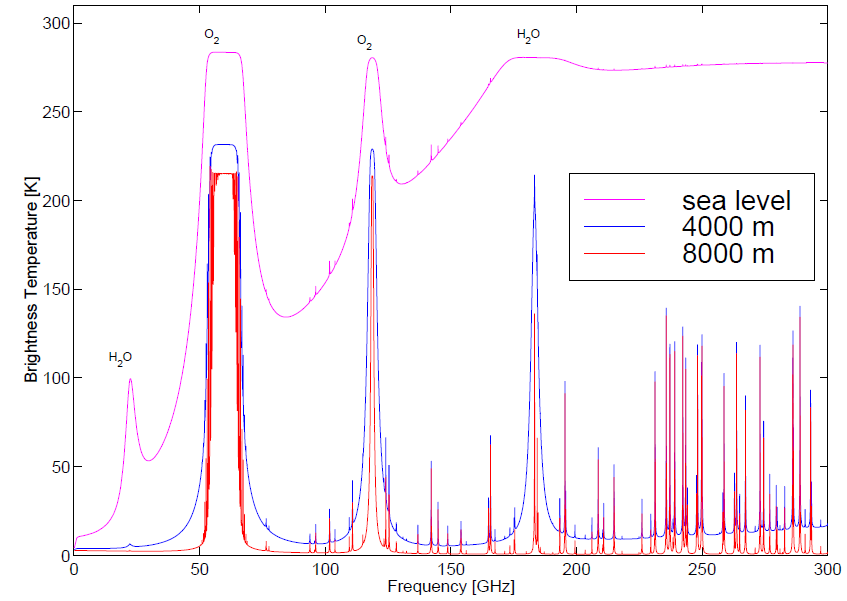 300
250
200
150
100
50
0
Brightness Temperature [K]
O2
O2
H2O
H2O
sea level
4000 m
8000 m
0
50
100
150
200
250
300
Frequency [GHz]